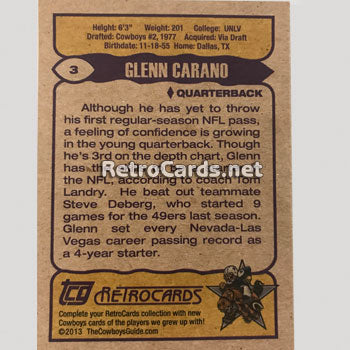 Height: 6'3" Weight: 201 College: UNLV
Drafted: Cowboys #2, 1977 Acquired: Via Draft
Birthdate: 11-18-55 Home: Dallas, TX
3 GLENN CARANO
QUARTERBACK
Although he has yet to throw
his first regular-season NFL pass,
a feeling of confidence is growing
in the young quarterback. Though
he's 3rd on the depth chart, Glenn
has th
RetroCards.net
the NFL, according to coach Tom
Landry. He beat out teammate
Steve Deberg, who started 9
games for the 49ers last season.
Glenn set every Nevada-Las
Vegas career passing record as
a 4-year starter.
TCG RETROCARDS
Complete your RetroCards collection with new
Cowboys cards of the players we grew up with!
©2013 TheCowboysGuide.com